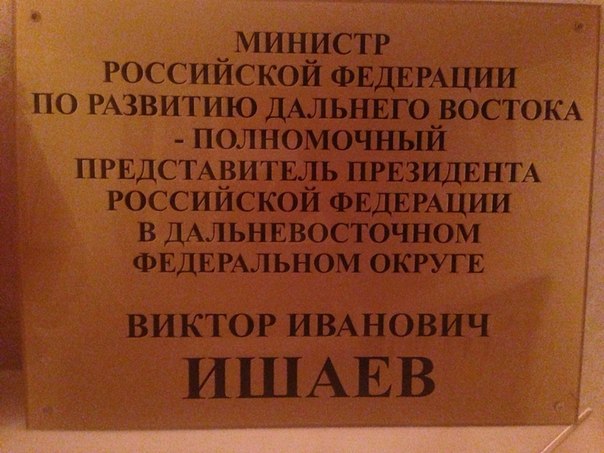 МИНИСТР
РОССИЙСКОЙ ФЕДЕРАЦИИ
ПО РАЗВИТИЮ ДАЛЬНЕГО ВОСТОКА
- ПОЛНОМОЧНЫЙ
ПРЕДСТАВИТЕЛЬ ПРЕЗИДЕНТА
РОССИЙСКОЙ ФЕДЕРАЦИИ
В ДАЛЬНЕВОСТОЧНОМ
ФЕДЕРАЛЬНОМ ОКРУГЕ
ВИКТОР ИВАНОВИЧ
ИШАЕВ